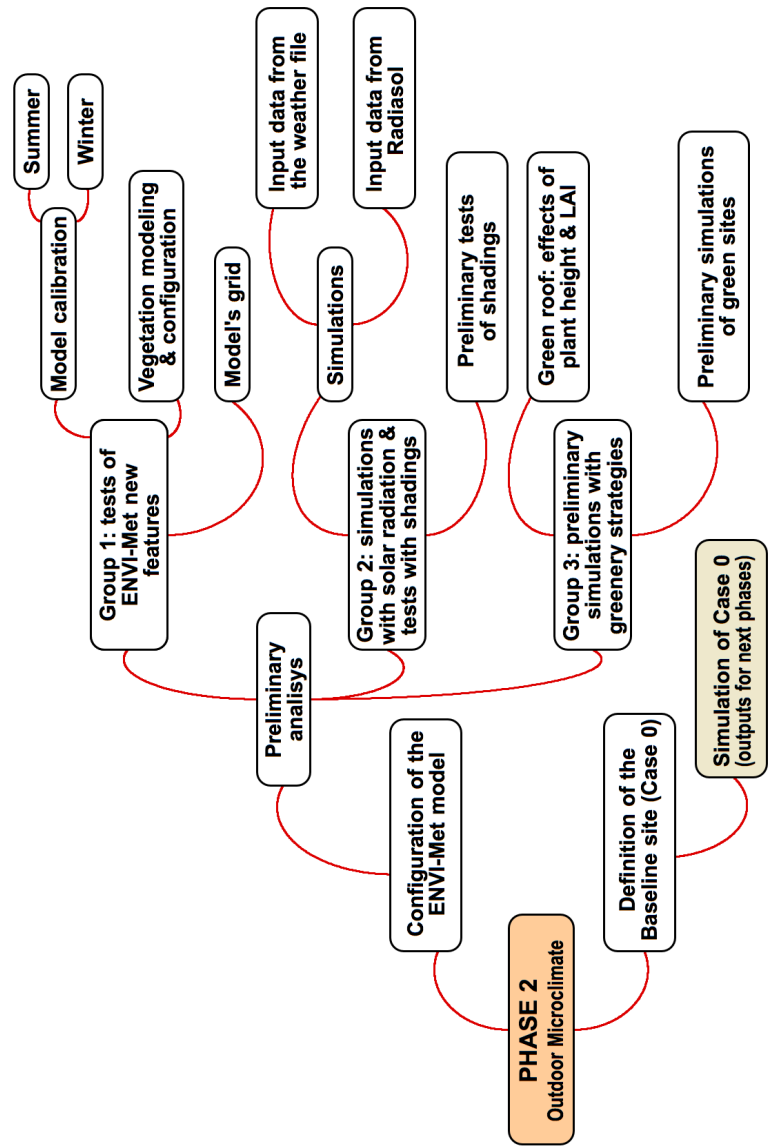 PHASE 2
Outdoor Microclimate
Configuration of the
ENVI-Met model
Preliminary
analisys
Group 1: tests of
ENVI-Met new
features
Model calibration
Summer
Winter
Vegetation modeling
& configuration
Model's grid
Group 2: simulations
with solar radiation &
tests with shadings
Simulations
Input data from
the weather file
Input data from
Radiasol
Preliminary tests
of shadings
Group 3: preliminary
simulations with
greenery strategies
Green roof: effects of
plant height & LAI
Preliminary simulations
of green sites
Definition of the
Baseline site (Case 0)
Simulation of Case 0
(outputs for next phases)